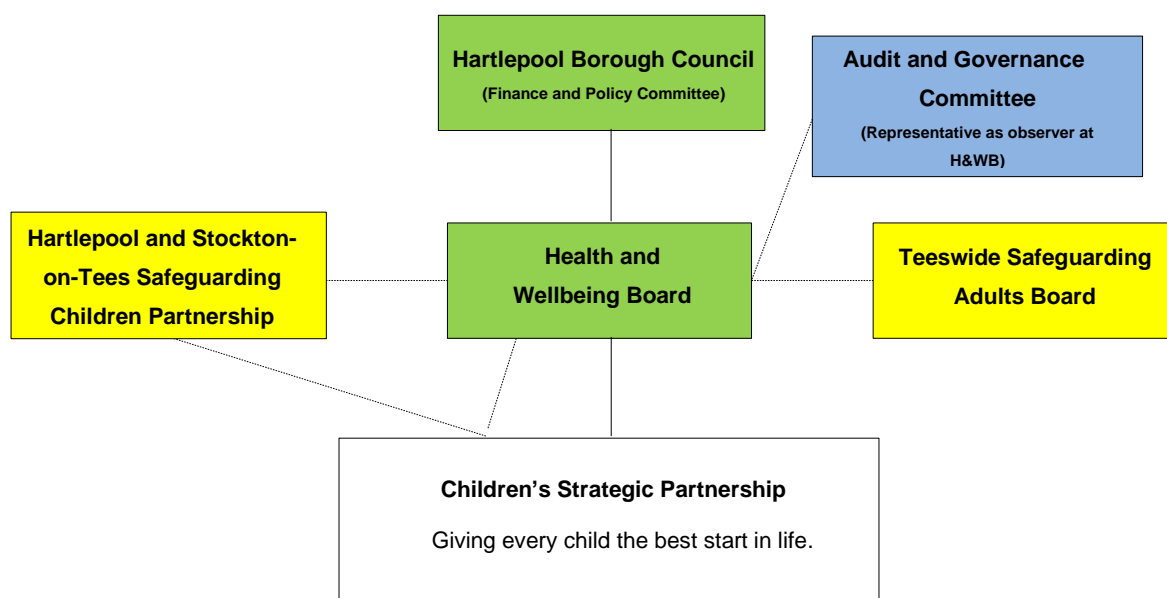 Hartlepool Borough Council
(Finance and Policy Committee)
Audit and Governance
Committee
(Representative as observer at
H&WB)
Hartlepool and Stockton-
on-Tees Safeguarding
Children Partnership
Health and
Wellbeing Board
Teeswide Safeguarding
Adults Board
Children’s Strategic Partnership
Giving every child the best start in life.